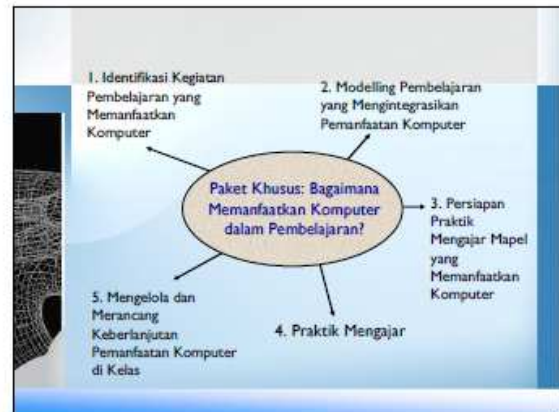 1. Identifikasi Kegiatan
Pembelajaran yang
Memanfaatkan
Komputer
2. Modelling Pembelajaran
yang Mengintegrasikan
Pemanfaatan Komputer
Paket Khusus: Bagaimana
Memanfaatkan Komputer
dalam Pembelajaran?
3. Persiapan
Praktik
Mengajar Mapel
yang
Memanfaatkan
Komputer
4. Praktik Mengajar
5. Mengelola dan
Merancang
Keberlanjutan
Pemanfaatan Komputer
di Kelas